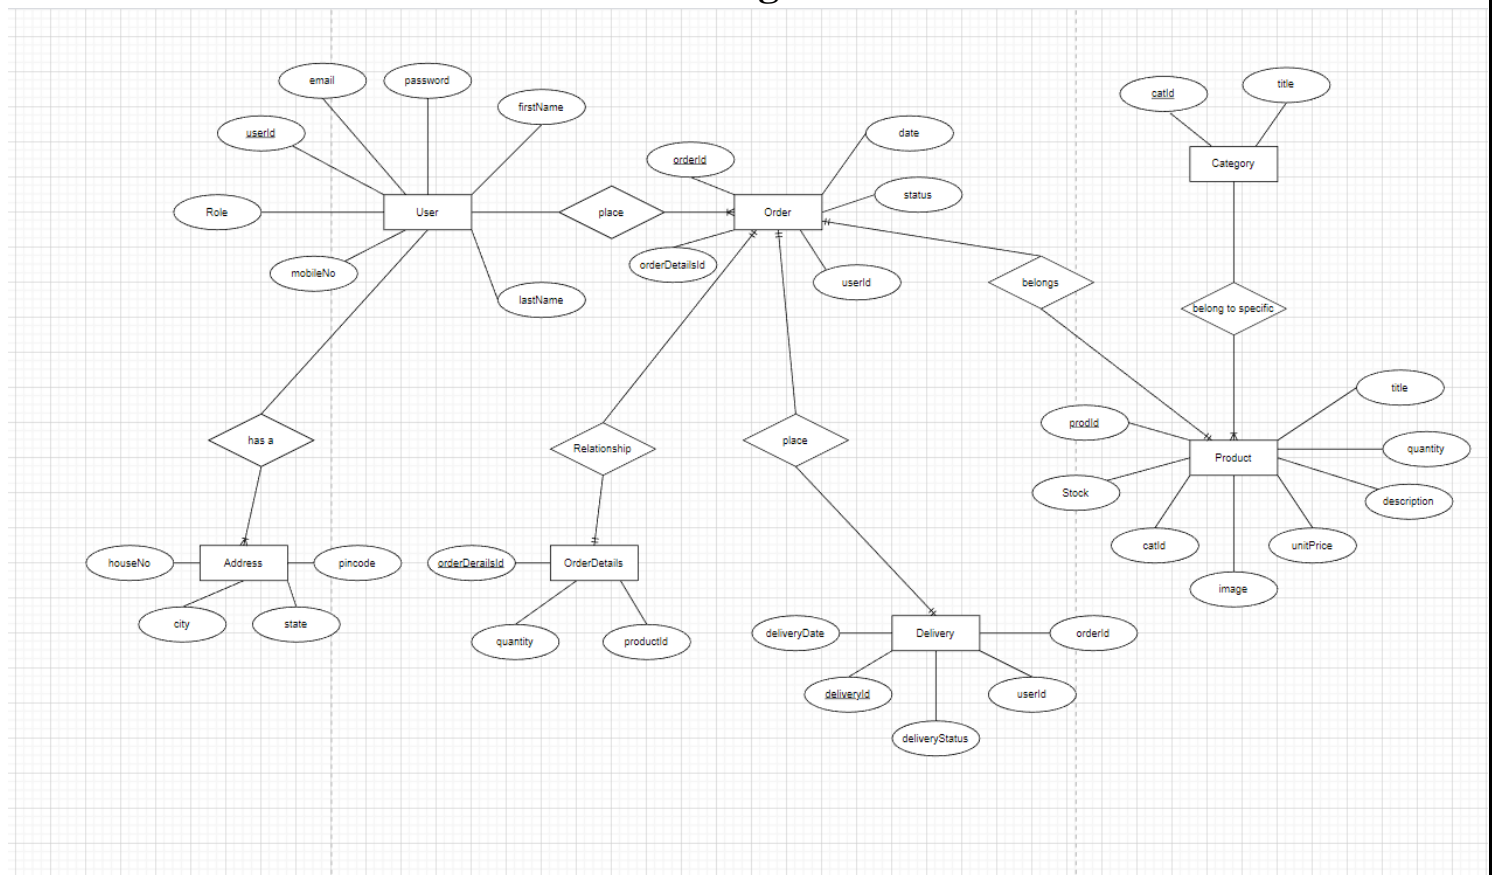 email
password
firstName
userId
Role
User
mobileNo
lastName
place
orderId
date
status
Order
orderDetailsId
userId
belongs
catId
title
Category
belong to specific
has a
Relationship
place
prodId
title
quantity
Product
Stock
description
catId
unitPrice
image
houseNo
Address
pincode
city
state
orderDerailsId
OrderDetails
quantity
productId
deliveryDate
Delivery
orderId
deliveryId
userId
deliveryStatus